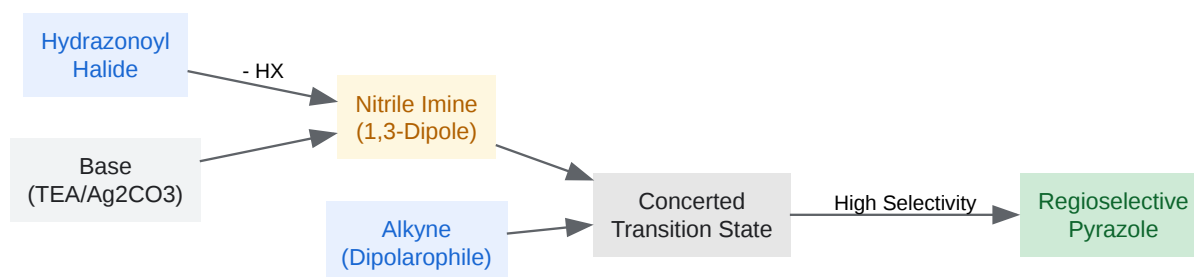 Hydrazonoyl
Halide
- HX
Base
(TEA/Ag2CO3)
Nitrile Imine
(1,3-Dipole)
Alkyne
(Dipolarophile)
Concerted
Transition State
High Selectivity
Regioselective
Pyrazole